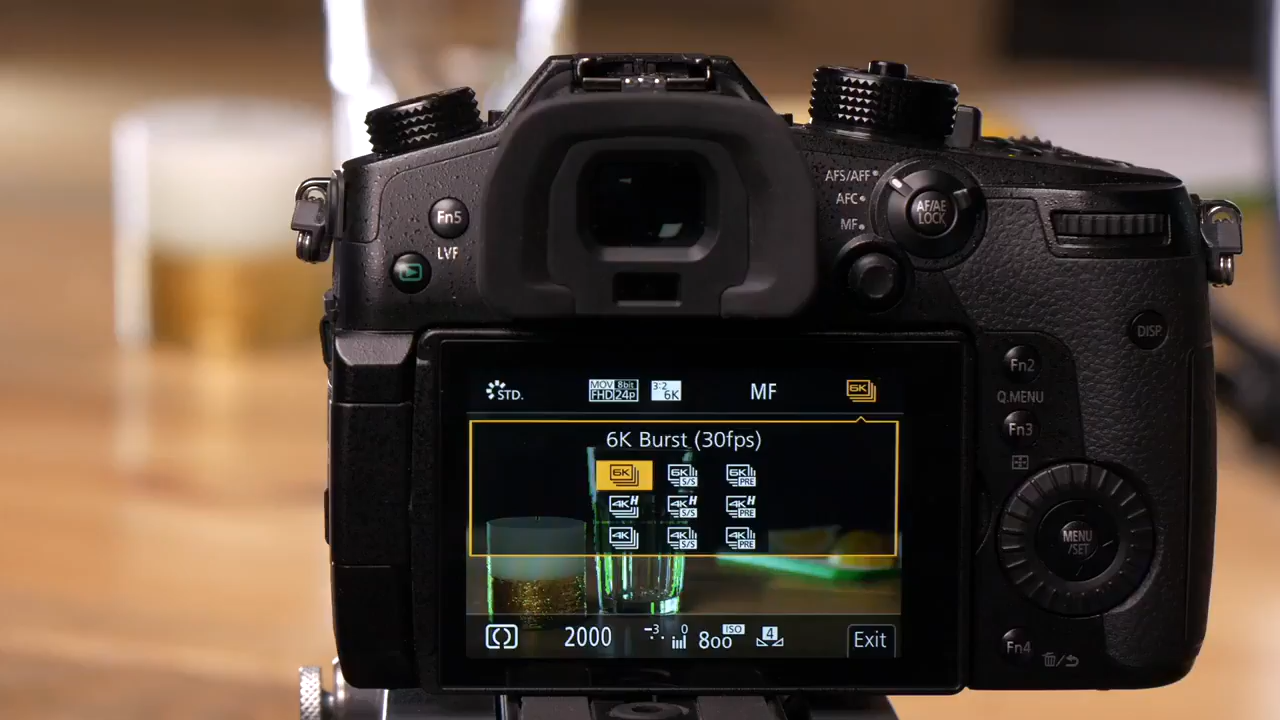 AFS/AFF
AFC
MF
AF/AE
LOCK
Fn5
LVF
DISP.
Fn2
Q.MENU
Fn3
MENU
/SET
Fn4
STD.
MOV 8bit
FHD 24p
3:2
6K
MF
6K
6K Burst (30fps)
6K 6K S/S 6K PRE
4K H 4K H S/S 4K H PRE
4K 4K S/S 4K PRE
2000
-3 0
800 ISO
4
Exit